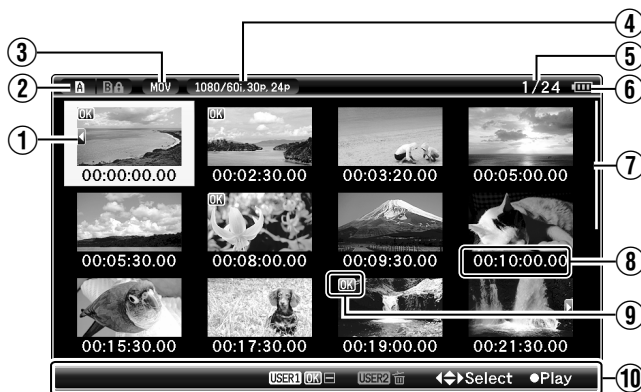 ④
③ ⑤
② A B MOV 1080/60i, 30P, 24P 1/24 ⑥
① OK OK ⑦
00:00:00.00 00:02:30.00 00:03:20.00 00:05:00.00
OK
00:05:30.00 00:08:00.00 00:09:30.00 00:10:00.00 ⑧
OK ⑨
00:15:30.00 00:17:30.00 00:19:00.00 00:21:30.00
USER1 OK USER2 Select ●Play ⑩